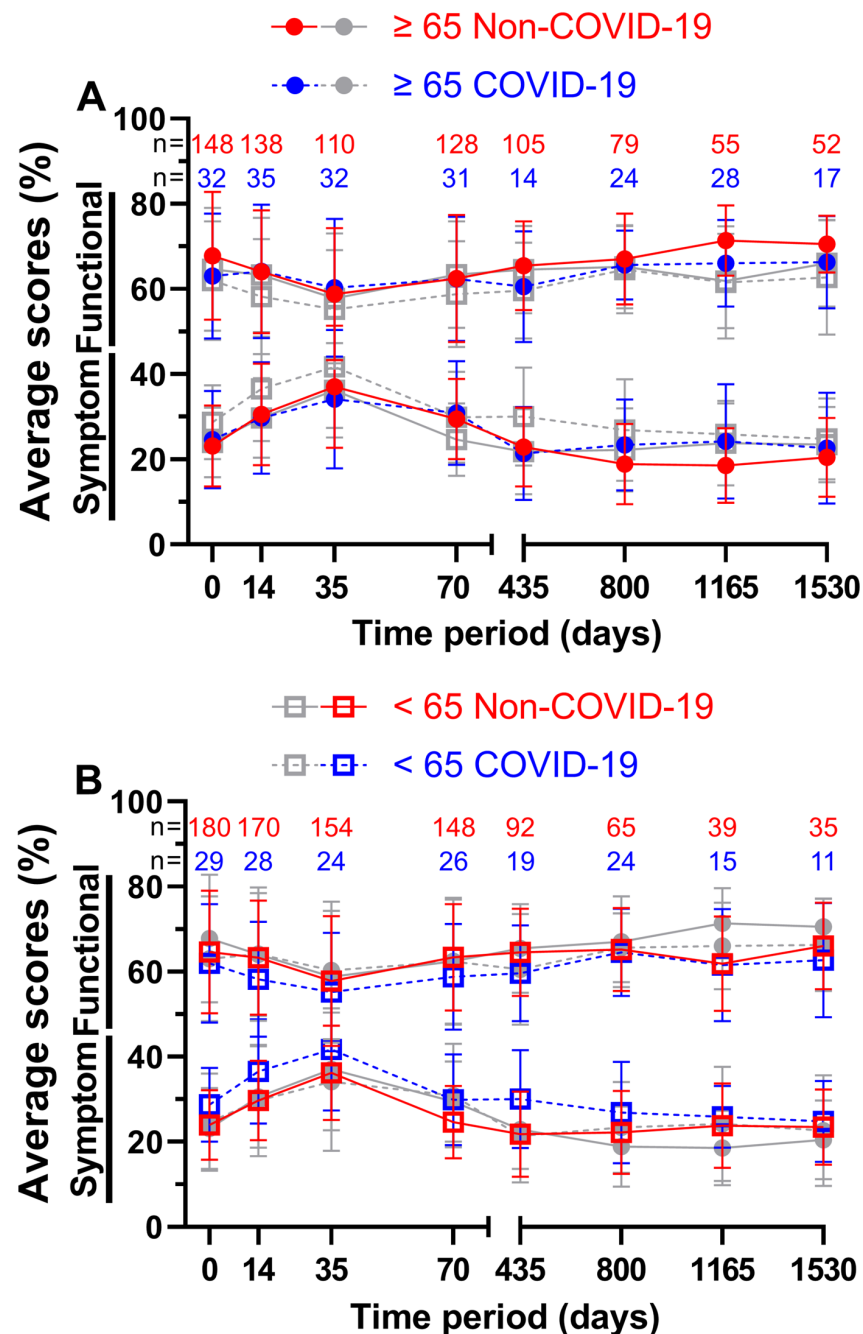 ≥ 65 Non-COVID-19
≥ 65 COVID-19
A
100
80
60
40
20
0
Average scores (%)
Symptom Functional
n= 148 138 110 128 105 79 55 52
n= 32 35 32 31 14 24 28 17
0 14 35 70 435 800 1165 1530
Time period (days)
< 65 Non-COVID-19
< 65 COVID-19
B
100
80
60
40
20
0
Average scores (%)
Symptom Functional
n= 180 170 154 148 92 65 39 35
n= 29 28 24 26 19 24 15 11
0 14 35 70 435 800 1165 1530
Time period (days)